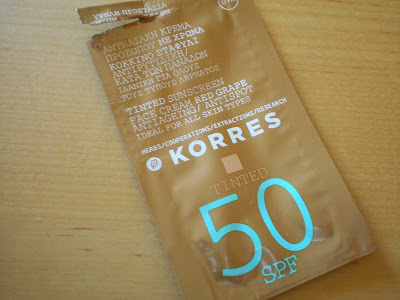 ΥΨΗΛΗ ΠΡΟΣΤΑΣΙΑ
ΑΝΤΗΛΙΑΚΗ ΚΡΕΜΑ
ΠΡΟΣΩΠΟΥ ΜΕ ΧΡΩΜΑ
ΚΟΚΚΙΝΟ ΣΤΑΦΥΛΙ
ΑΝΤΙΓΗΡΑΝΣΗ/
ΚΑΤΑ ΤΩΝ ΠΑΝΑΔΩΝ
ΙΔΑΝΙΚΗ ΓΙΑ ΟΛΟΥΣ
ΤΟΥΣ ΤΥΠΟΥΣ ΔΕΡΜΑΤΟΣ
TINTED SUNSCREEN
FACE CREAM RED GRAPE
ANTIAGEING/ ANTISPOT
IDEAL FOR ALL SKIN TYPES
HERBS/COOPERATIONS/EXTRACTIONS/RESEARCH
KORRES
TINTED
50
SPF